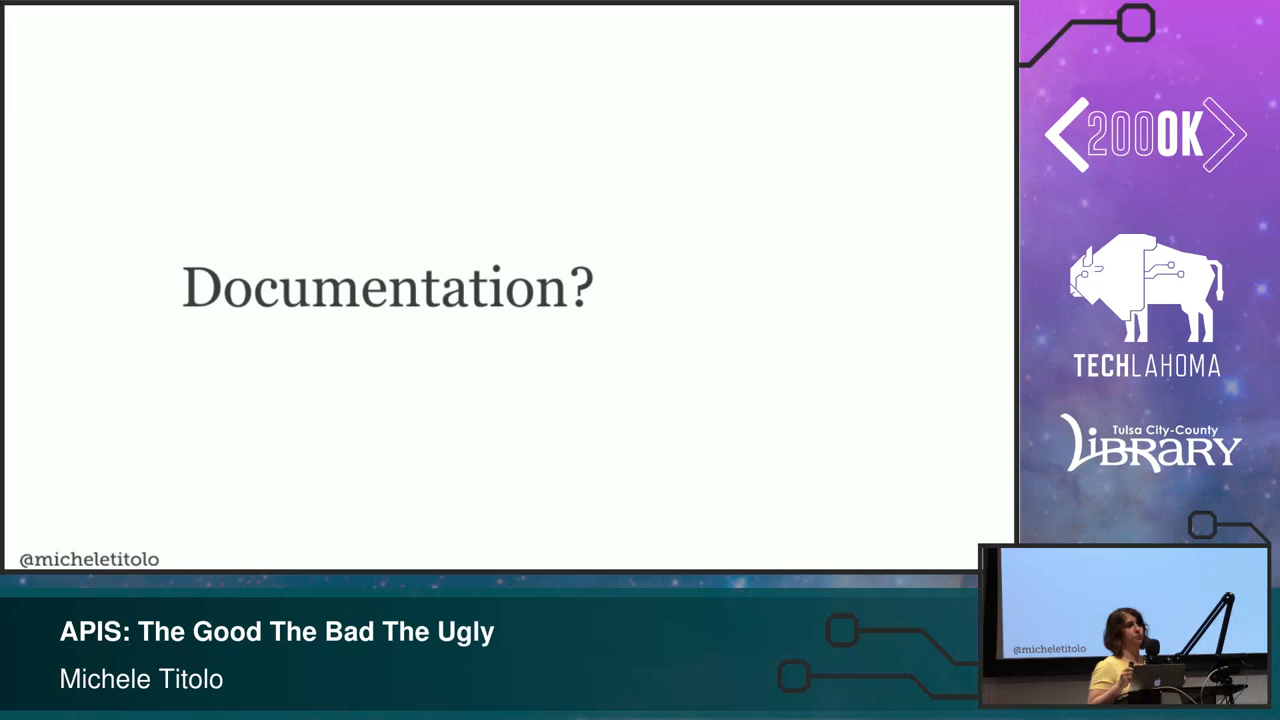 Documentation?
@micheletitolo
200OK
TECHLAHOMA
Tulsa City-County
LIBRARY
@micheletitolo
APIS: The Good The Bad The Ugly
Michele Titolo